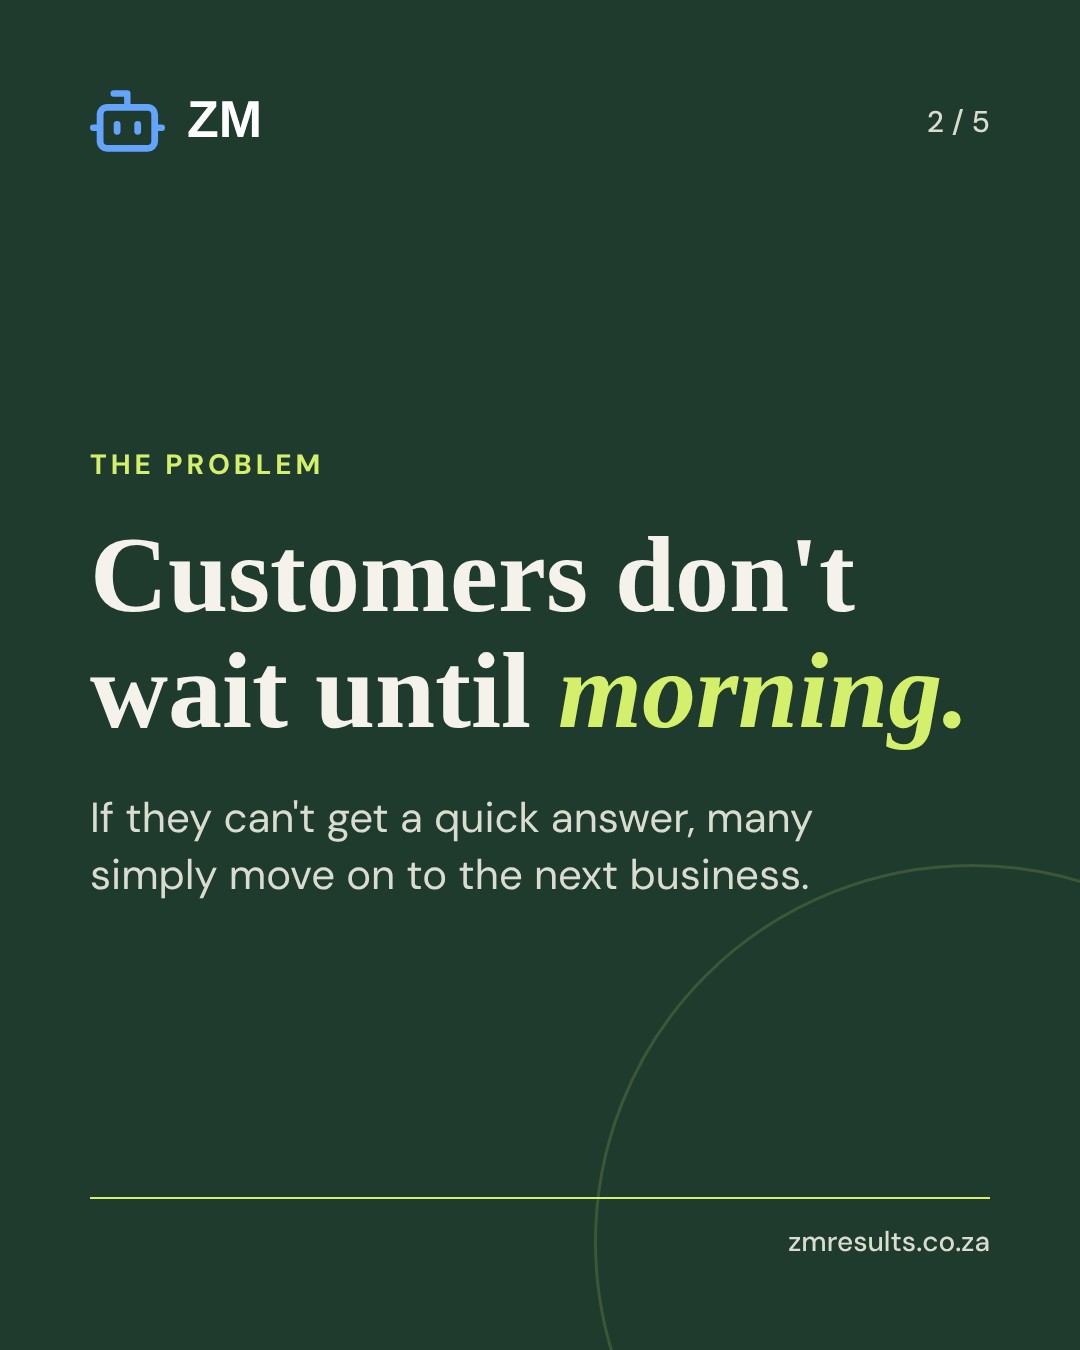 ZM
2 / 5
THE PROBLEM
Customers don't
wait until morning.
If they can't get a quick answer, many
simply move on to the next business.
zmresults.co.za